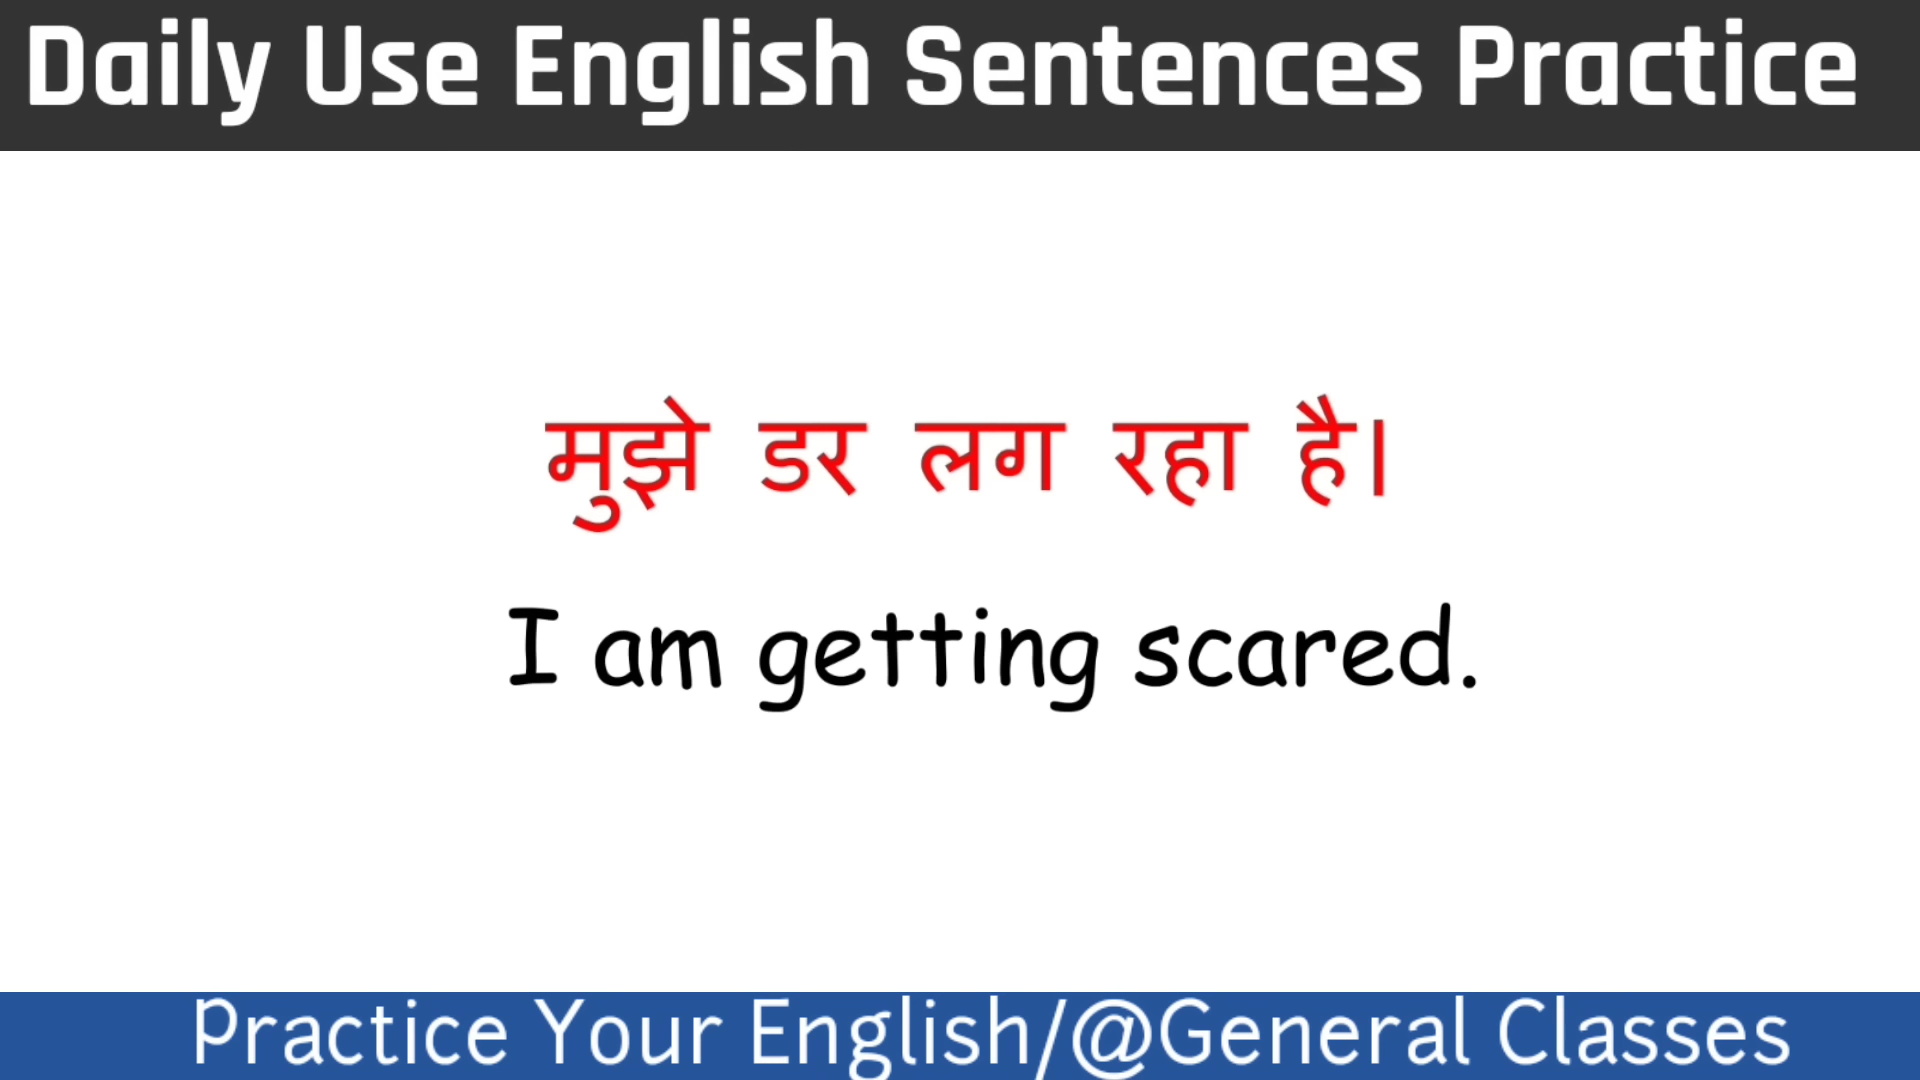 Daily Use English Sentences Practice
मुझे डर लग रहा है।
I am getting scared.
Practice Your English/@General Classes